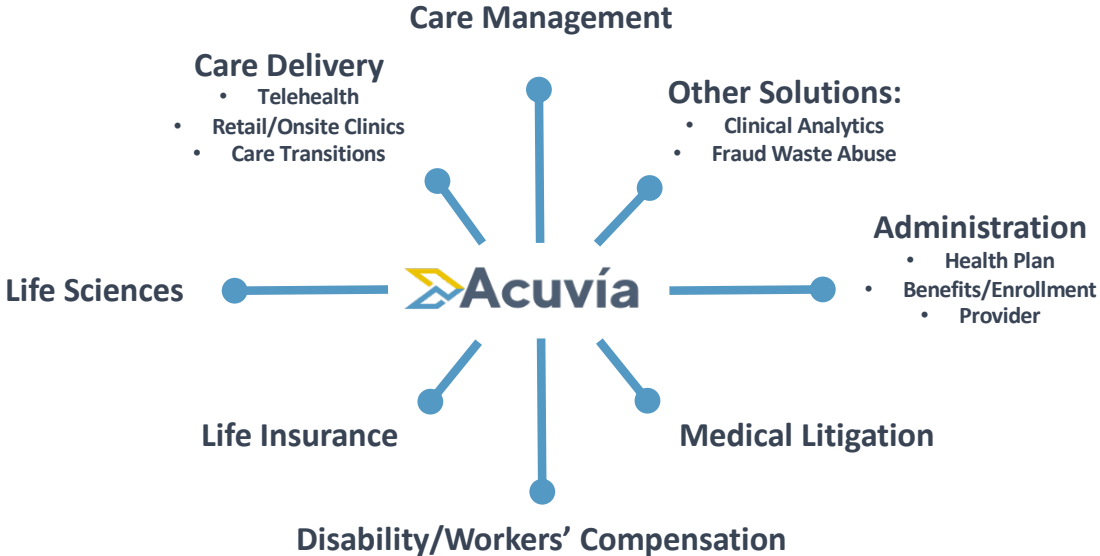 Care Management
Care Delivery
• Telehealth
• Retail/Onsite Clinics
• Care Transitions
Other Solutions:
• Clinical Analytics
• Fraud Waste Abuse
Administration
• Health Plan
• Benefits/Enrollment
• Provider
Life Sciences
Acuvía
Life Insurance
Medical Litigation
Disability/Workers’ Compensation